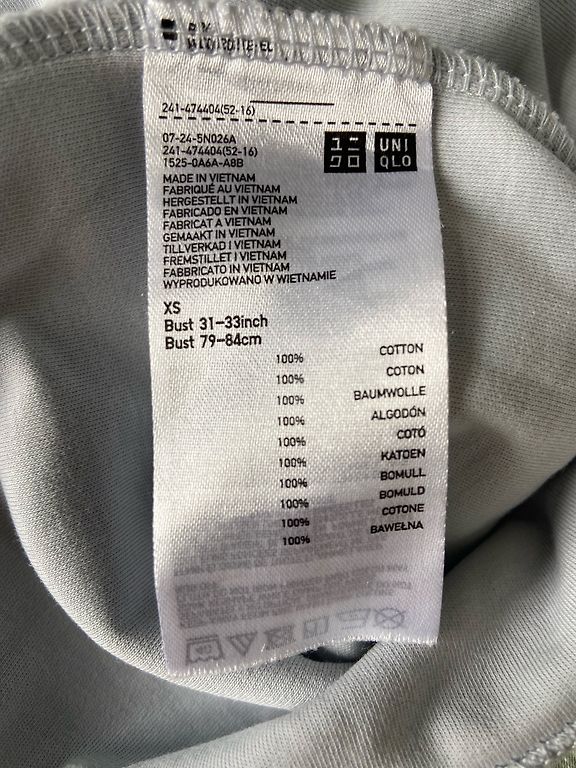 241-474404(52-16)
07-24-5N026A
241-474404(52-16)
1525-0A6A-A8B
ユニ
クロ
UNI
QLO
MADE IN VIETNAM
FABRIQUÉ AU VIETNAM
HERGESTELLT IN VIETNAM
FABRICADO EN VIETNAM
FABRICAT A VIETNAM
GEMAAKT IN VIETNAM
TILLVERKAD I VIETNAM
FREMSTILLET I VIETNAM
FABBRICATO IN VIETNAM
WYPRODUKOWANO W WIETNAMIE
XS
Bust 31–33inch
Bust 79–84cm
100% COTTON
100% COTON
100% BAUMWOLLE
100% ALGODÓN
100% COTÓ
100% KATOEN
100% BOMULL
100% BOMULD
100% COTONE
100% BAWEŁNA